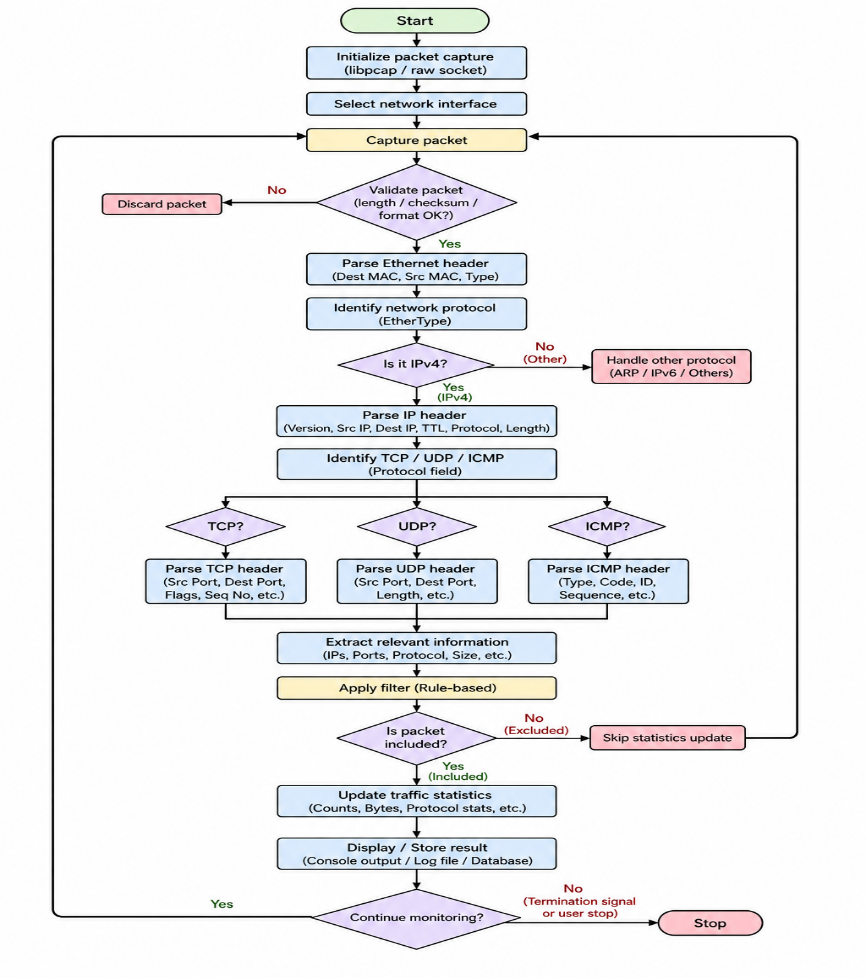 Start
Initialize packet capture
(libpcap / raw socket)
Select network interface
Capture packet
Validate packet
(length / checksum /
format OK?)
No
Discard packet
Yes
Parse Ethernet header
(Dest MAC, Src MAC, Type)
Identify network protocol
(EtherType)
Is it IPv4?
No
(Other)
Handle other protocol
(ARP / IPv6 / Others)
Yes
(IPv4)
Parse IP header
(Version, Src IP, Dest IP, TTL, Protocol, Length)
Identify TCP / UDP / ICMP
(Protocol field)
TCP?
UDP?
ICMP?
Parse TCP header
(Src Port, Dest Port,
Flags, Seq No, etc.)
Parse UDP header
(Src Port, Dest Port,
Length, etc.)
Parse ICMP header
(Type, Code, ID,
Sequence, etc.)
Extract relevant information
(IPs, Ports, Protocol, Size, etc.)
Apply filter (Rule-based)
Is packet
included?
No
(Excluded)
Skip statistics update
Yes
(Included)
Update traffic statistics
(Counts, Bytes, Protocol stats, etc.)
Display / Store result
(Console output / Log file / Database)
Continue monitoring?
Yes
No
(Termination signal
or user stop)
Stop